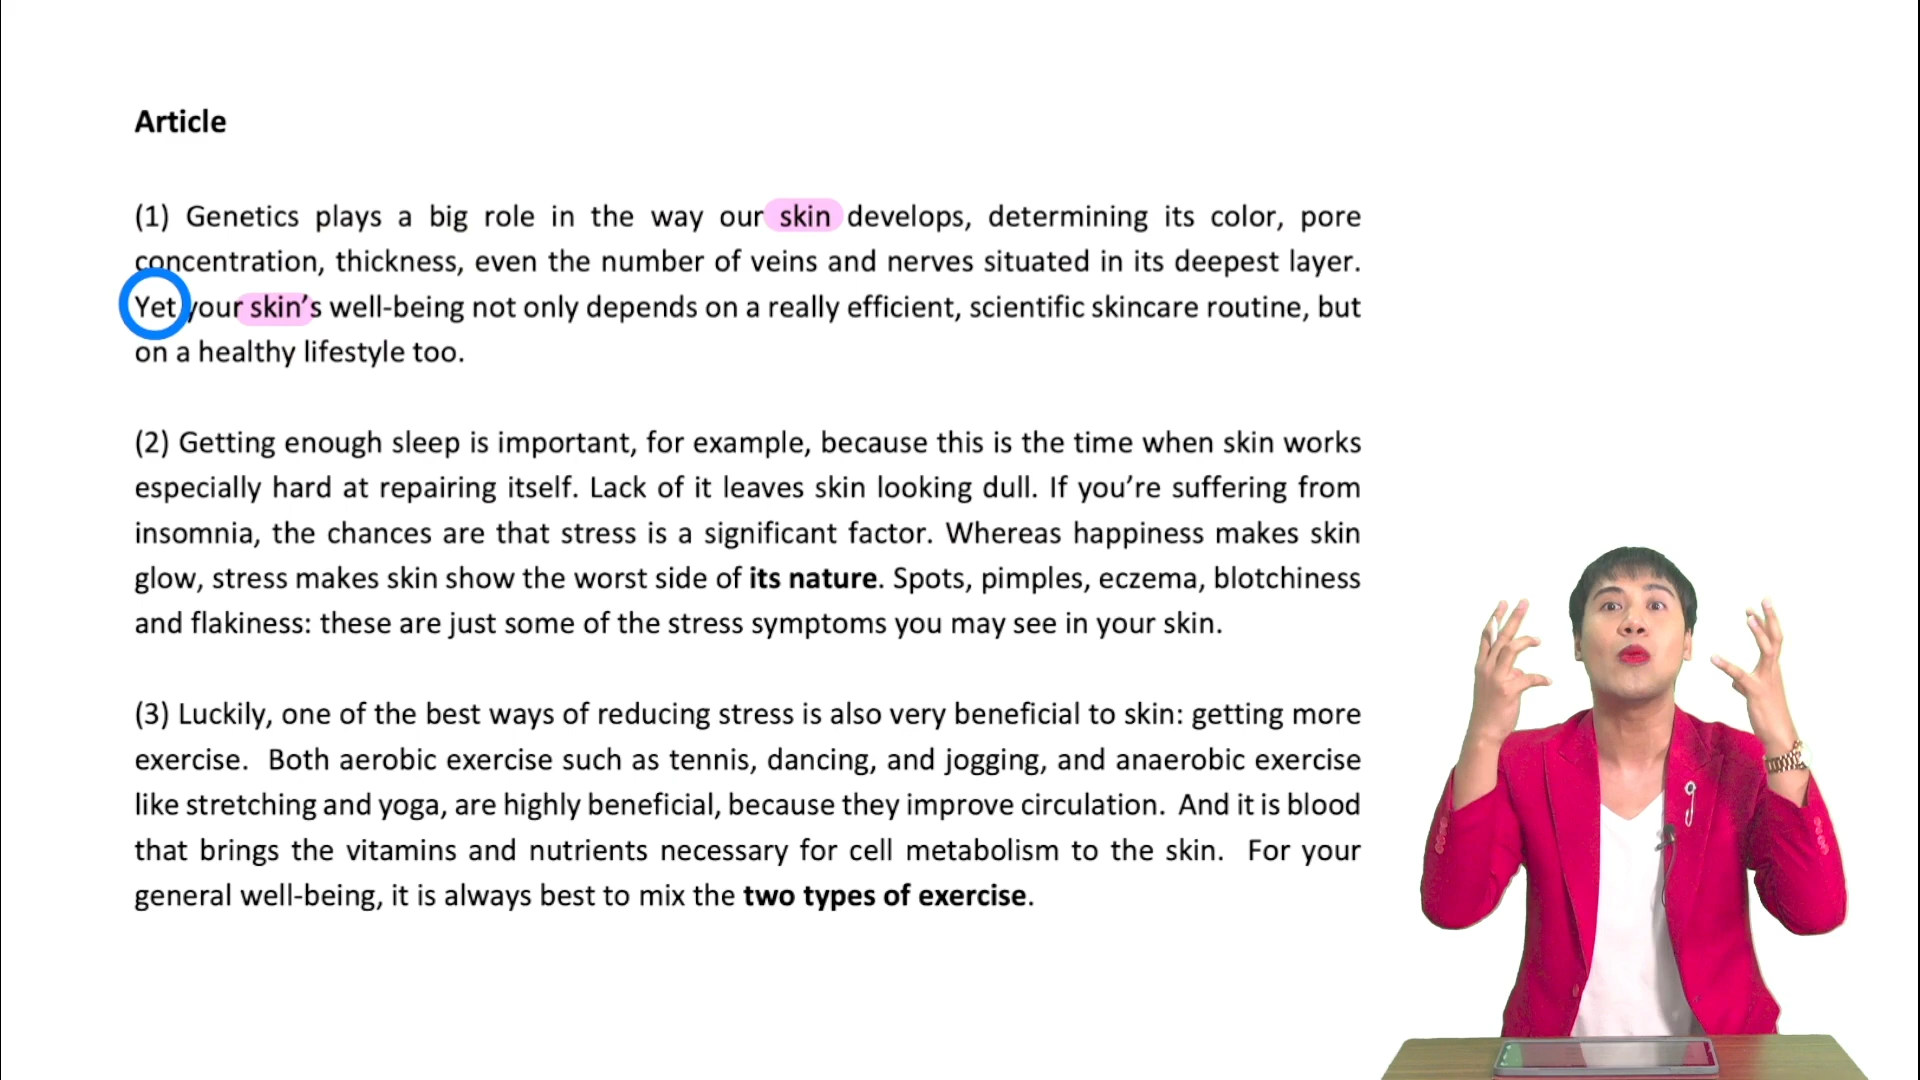 Article
(1) Genetics plays a big role in the way our skin develops, determining its color, pore
concentration, thickness, even the number of veins and nerves situated in its deepest layer.
Yet your skin’s well-being not only depends on a really efficient, scientific skincare routine, but
on a healthy lifestyle too.
(2) Getting enough sleep is important, for example, because this is the time when skin works
especially hard at repairing itself. Lack of it leaves skin looking dull. If you’re suffering from
insomnia, the chances are that stress is a significant factor. Whereas happiness makes skin
glow, stress makes skin show the worst side of its nature. Spots, pimples, eczema, blotchiness
and flakiness: these are just some of the stress symptoms you may see in your skin.
(3) Luckily, one of the best ways of reducing stress is also very beneficial to skin: getting more
exercise.  Both aerobic exercise such as tennis, dancing, and jogging, and anaerobic exercise
like stretching and yoga, are highly beneficial, because they improve circulation.  And it is blood
that brings the vitamins and nutrients necessary for cell metabolism to the skin.  For your
general well-being, it is always best to mix the two types of exercise.